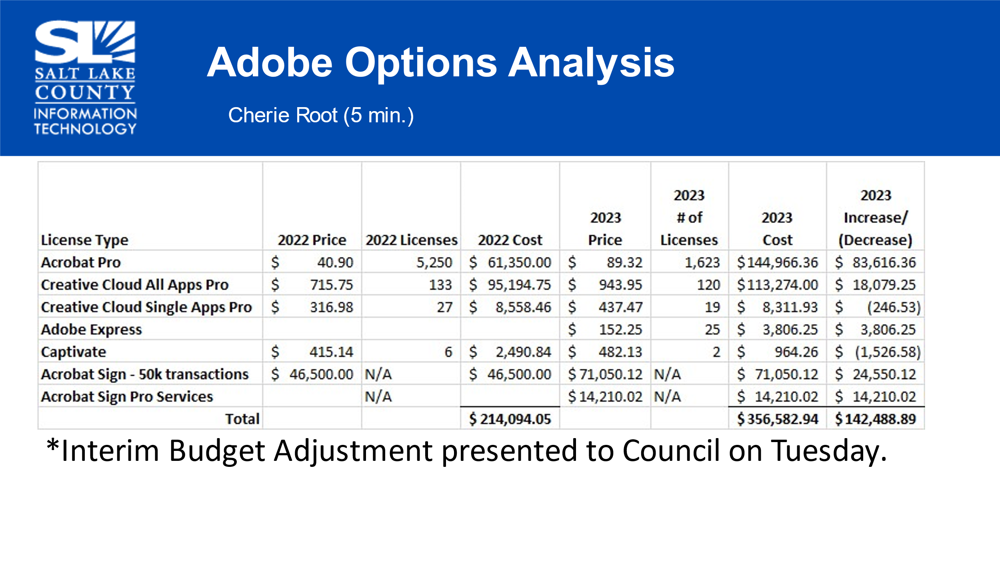 SL
SALT LAKE
COUNTY
INFORMATION
TECHNOLOGY
Adobe Options Analysis
Cherie Root (5 min.)
License Type 2022 Price 2022 Licenses 2022 Cost 2023 Price 2023 # of Licenses 2023 Cost 2023 Increase/ (Decrease)
Acrobat Pro $ 40.90 5,250 $ 61,350.00 $ 89.32 1,623 $144,966.36 $ 83,616.36
Creative Cloud All Apps Pro $ 715.75 133 $ 95,194.75 $ 943.95 120 $113,274.00 $ 18,079.25
Creative Cloud Single Apps Pro $ 316.98 27 $ 8,558.46 $ 437.47 19 $ 8,311.93 $ (246.53)
Adobe Express $ 152.25 25 $ 3,806.25 $ 3,806.25
Captivate $ 415.14 6 $ 2,490.84 $ 482.13 2 $ 964.26 $ (1,526.58)
Acrobat Sign - 50k transactions $ 46,500.00 N/A $ 46,500.00 $ 71,050.12 N/A $ 71,050.12 $ 24,550.12
Acrobat Sign Pro Services N/A $ 14,210.02 N/A $ 14,210.02 $ 14,210.02
Total $ 214,094.05 $ 356,582.94 $ 142,488.89
*Interim Budget Adjustment presented to Council on Tuesday.